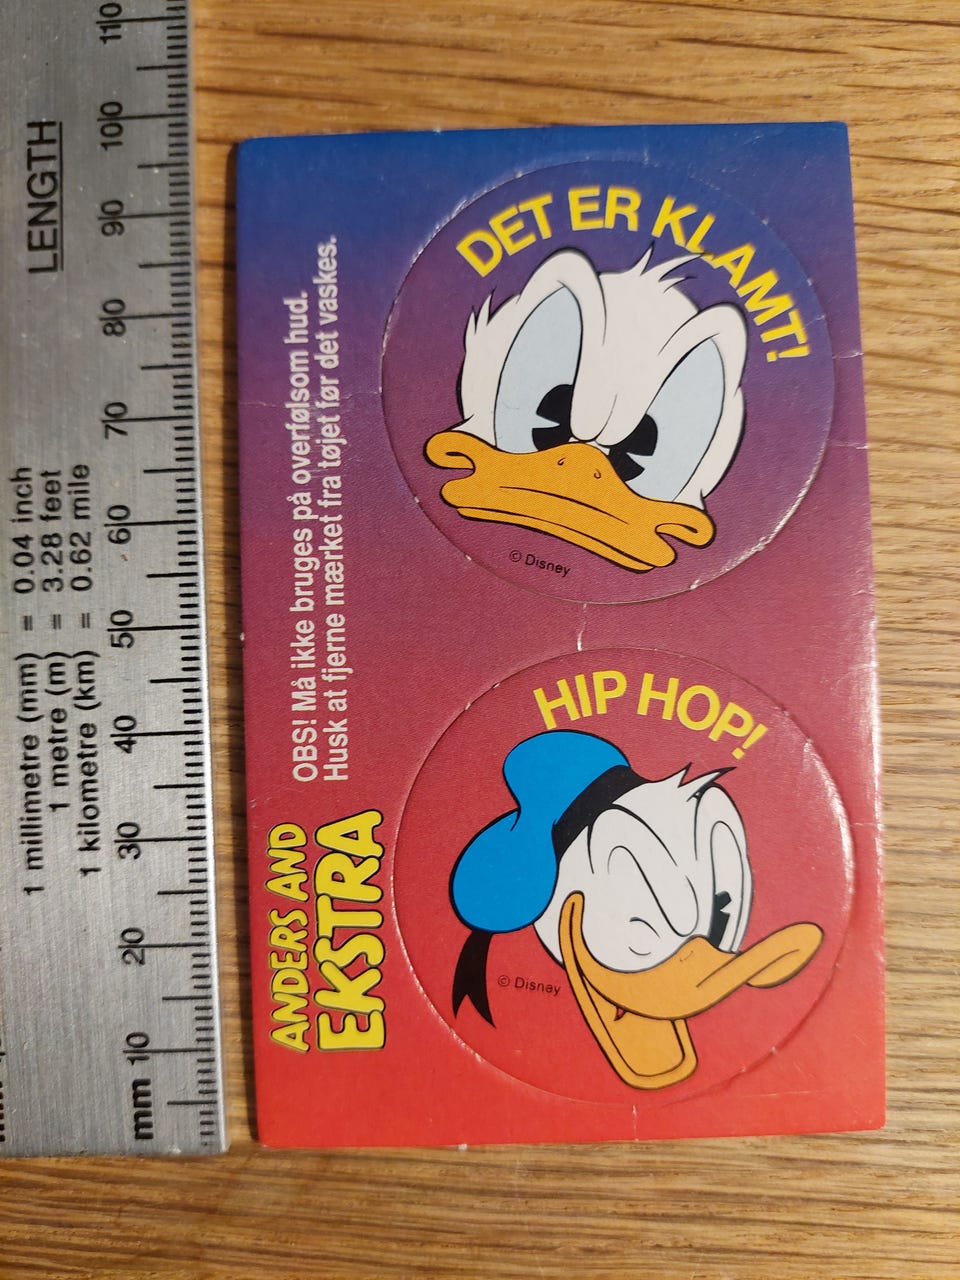 LENGTH
1 millimetre (mm) = 0.04 inch
1 metre (m) = 3.28 feet
1 kilometre (km) = 0.62 mile
mm 10 20 30 40 50 60 70 80 90 100 110
ANDERS AND
EKSTRA
OBS! Må ikke bruges på overfølsom hud.
Husk at fjerne mærket fra tøjet før det vaskes.
DET ER KLAMT!
© Disney
HIP HOP!
© Disney